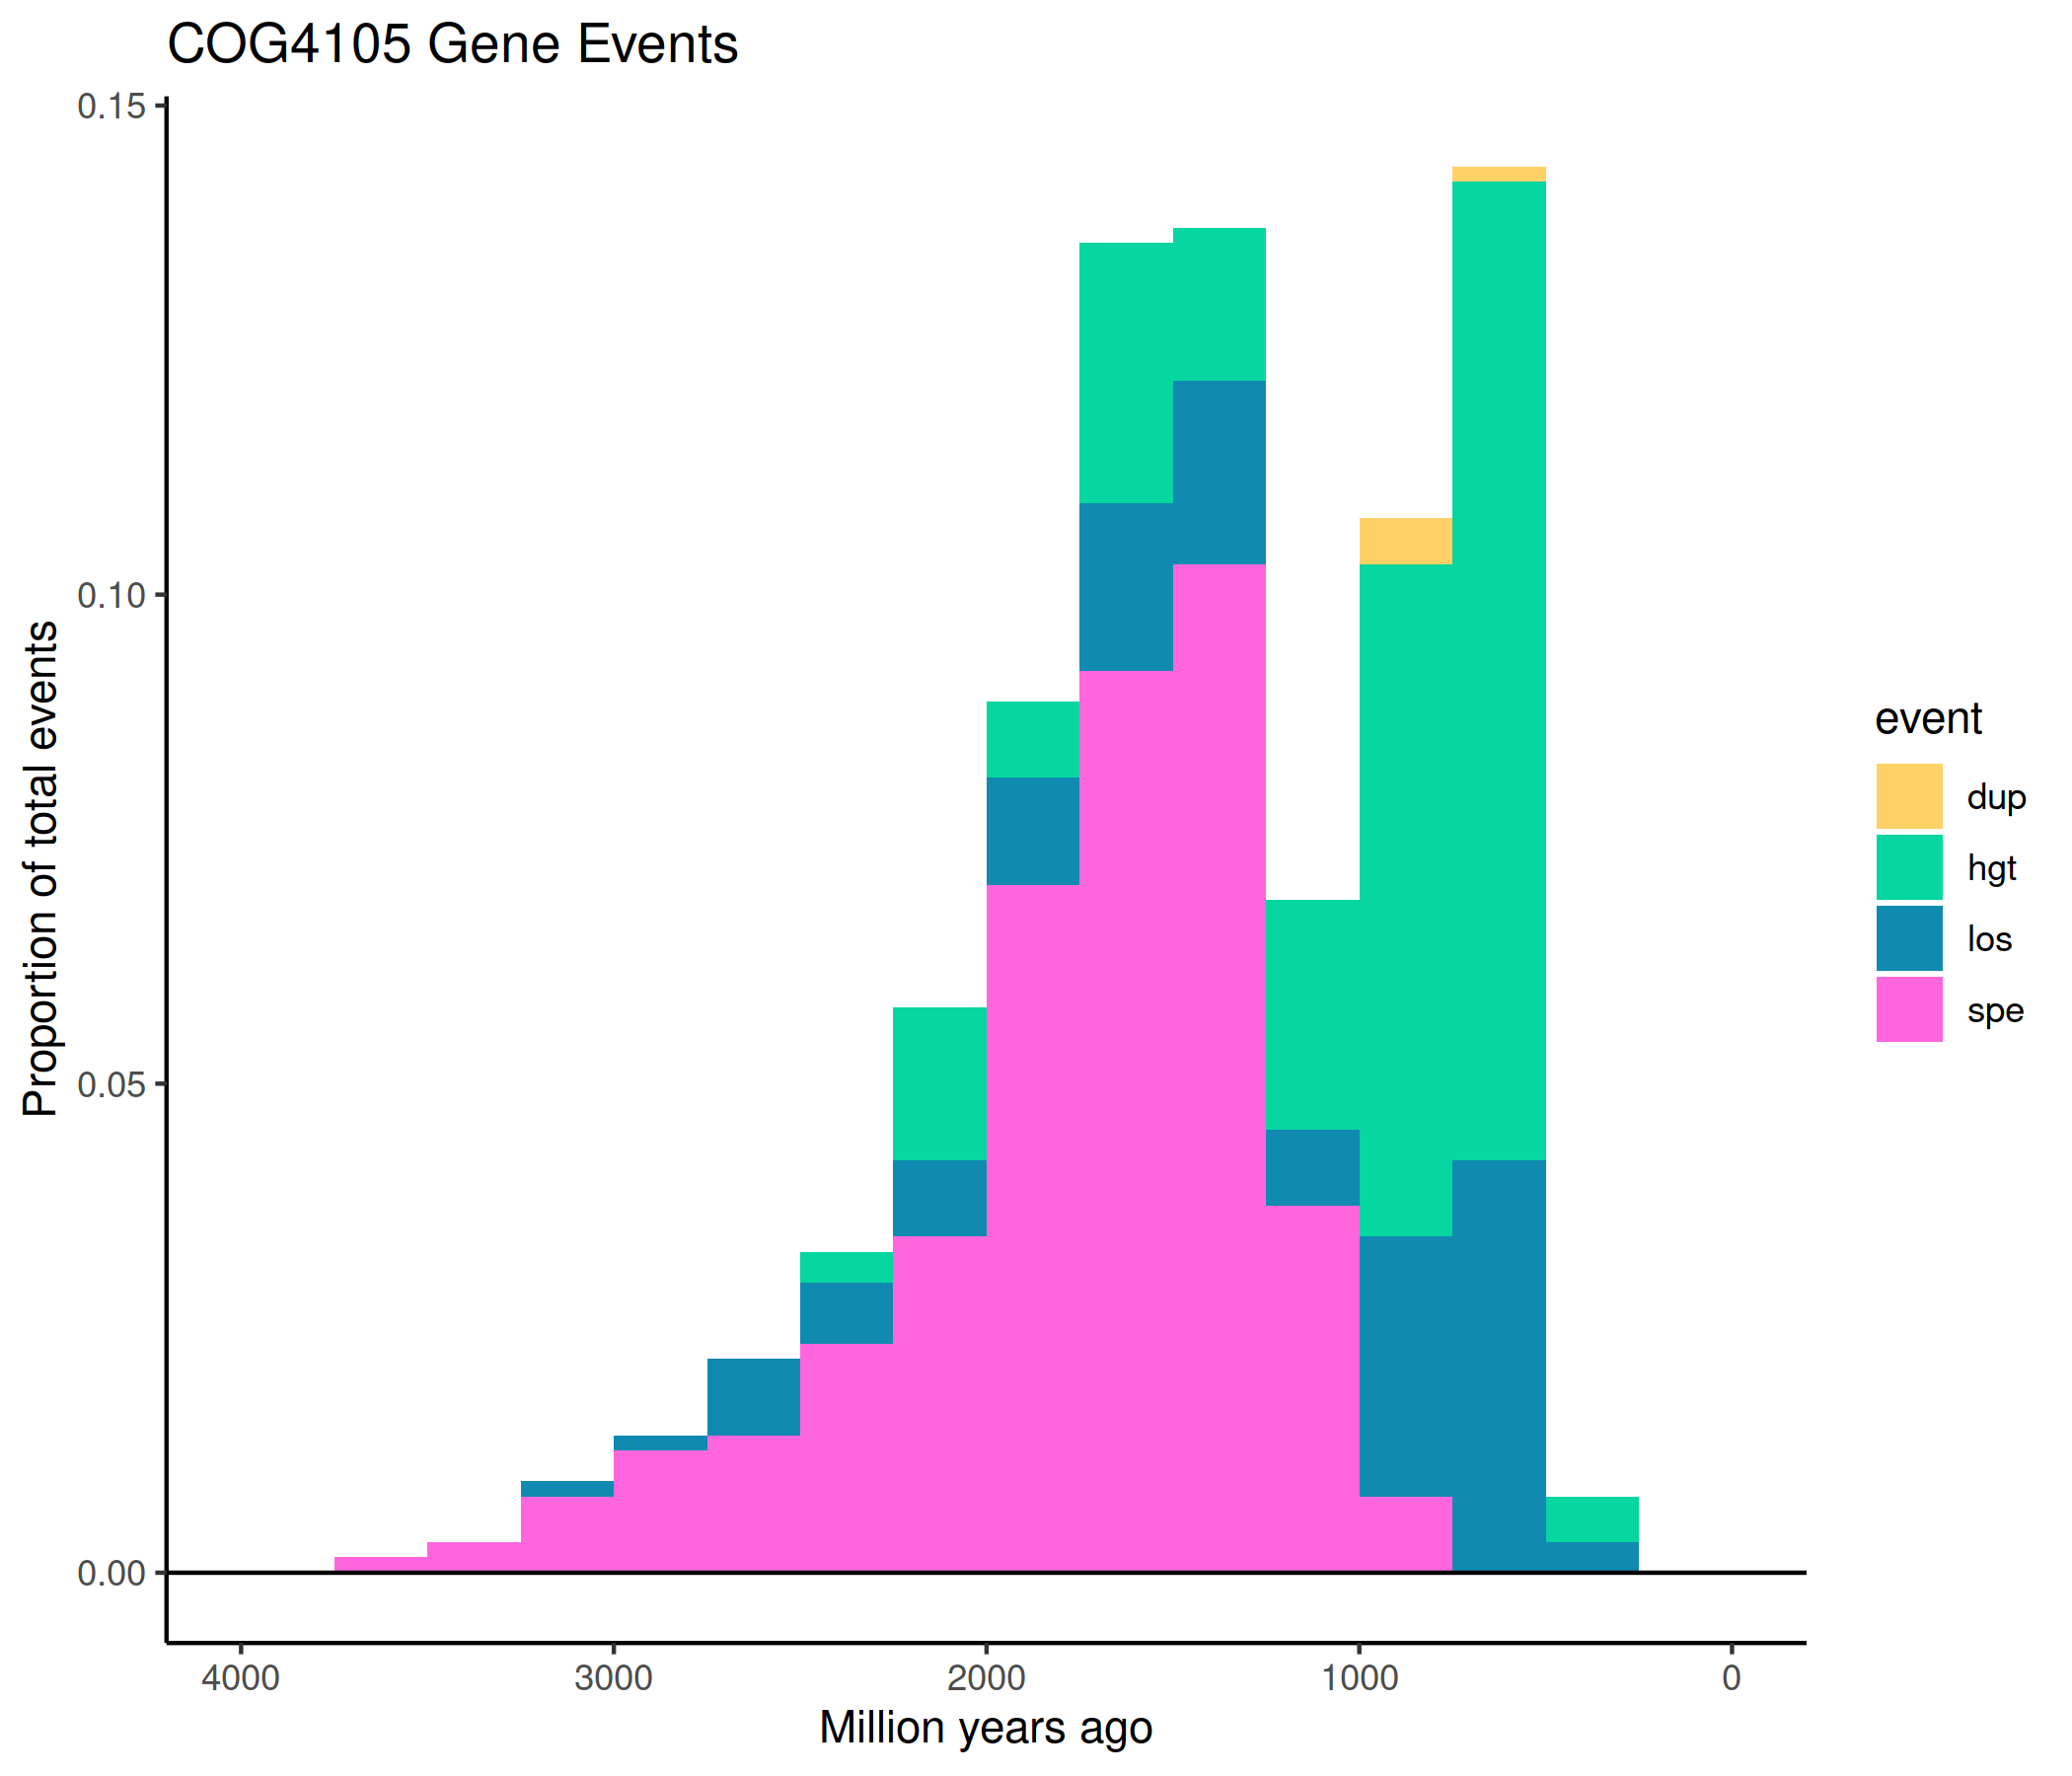 COG4105 Gene Events
0.15
0.10
0.05
0.00
Proportion of total events
4000
3000
2000
1000
0
Million years ago
event
dup
hgt
los
spe